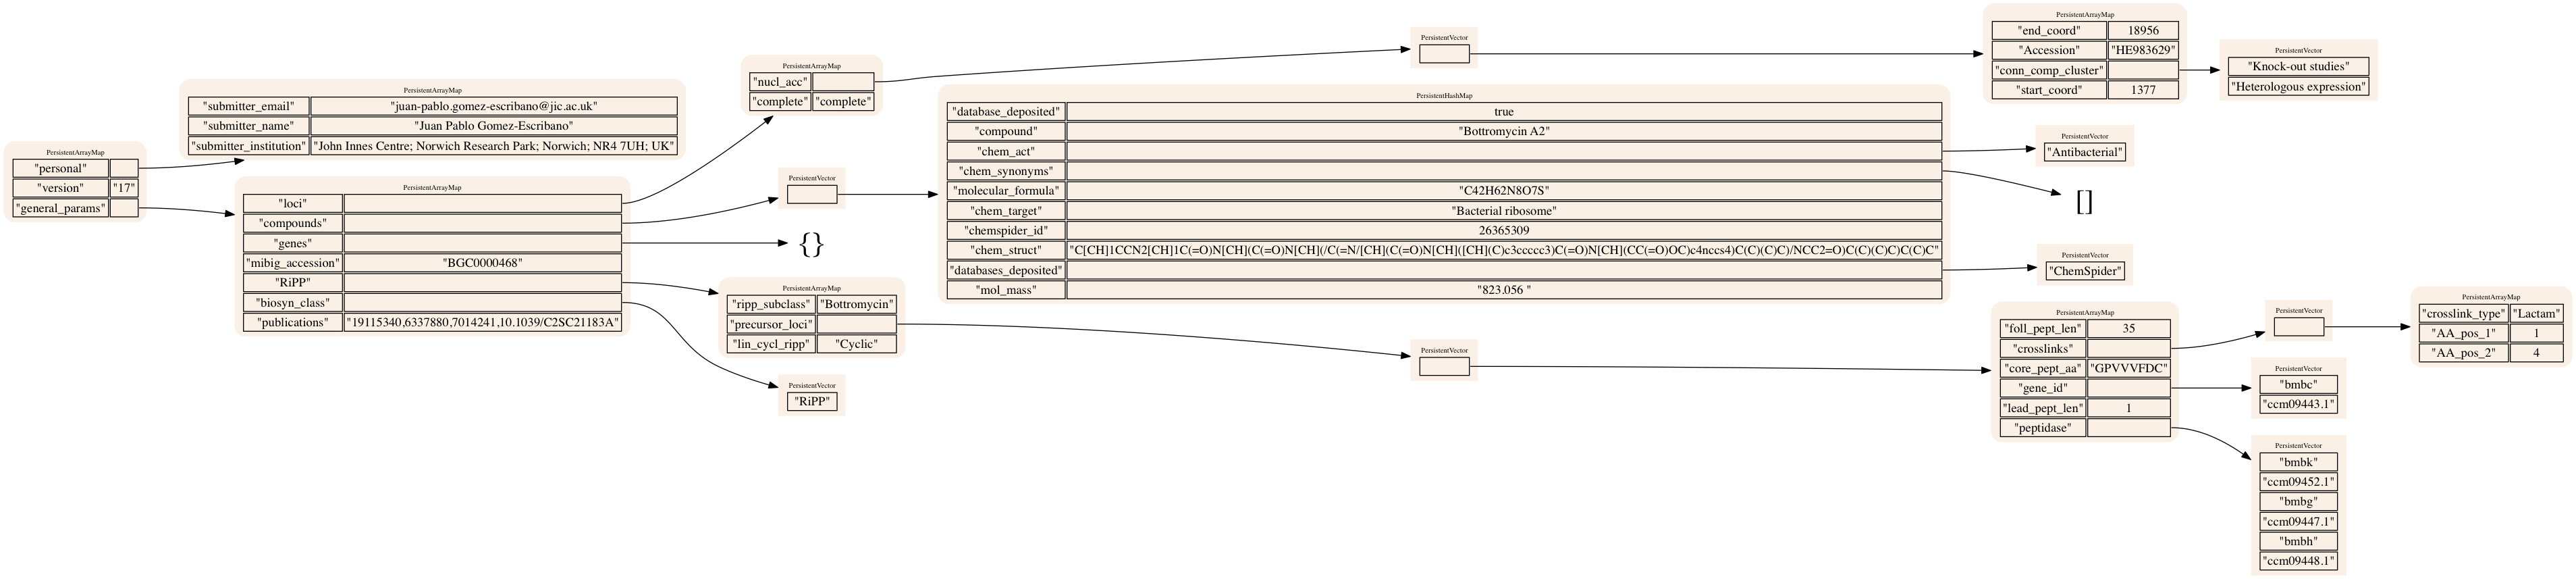 PersistentArrayMap
"personal"
"version" "17"
"general_params"
PersistentArrayMap
"submitter_email" "juan-pablo.gomez-escribano@jic.ac.uk"
"submitter_name" "Juan Pablo Gomez-Escribano"
"submitter_institution" "John Innes Centre; Norwich Research Park; Norwich; NR4 7UH; UK"
PersistentArrayMap
"loci"
"compounds"
"genes"
"mibig_accession" "BGC0000468"
"RiPP"
"biosyn_class"
"publications" "19115340,6337880,7014241,10.1039/C2SC21183A"
PersistentArrayMap
"nucl_acc"
"complete" "complete"
PersistentVector
{}
PersistentArrayMap
"ripp_subclass" "Bottromycin"
"precursor_loci"
"lin_cycl_ripp" "Cyclic"
PersistentVector
"RiPP"
PersistentHashMap
"database_deposited" true
"compound" "Bottromycin A2"
"chem_act"
"chem_synonyms"
"molecular_formula" "C42H62N8O7S"
"chem_target" "Bacterial ribosome"
"chemspider_id" 26365309
"chem_struct" "C[CH]1CCN2[CH]1C(=O)N[CH](C(=O)N[CH](/C(=N/[CH](C(=O)N[CH]([CH](C)c3ccccc3)C(=O)N[CH](CC(=O)OC)c4nccs4)C(C)(C)C)/NCC2=O)C(C)(C)C)C(C)C"
"databases_deposited"
"mol_mass" "823.056 "
PersistentVector
PersistentVector
PersistentArrayMap
"end_coord" 18956
"Accession" "HE983629"
"conn_comp_cluster"
"start_coord" 1377
PersistentVector
"Knock-out studies"
"Heterologous expression"
PersistentVector
"Antibacterial"
[]
PersistentVector
"ChemSpider"
PersistentArrayMap
"foll_pept_len" 35
"crosslinks"
"core_pept_aa" "GPVVVFDC"
"gene_id"
"lead_pept_len" 1
"peptidase"
PersistentVector
PersistentArrayMap
"crosslink_type" "Lactam"
"AA_pos_1" 1
"AA_pos_2" 4
PersistentVector
"bmbc"
"ccm09443.1"
PersistentVector
"bmbk"
"ccm09452.1"
"bmbg"
"ccm09447.1"
"bmbh"
"ccm09448.1"